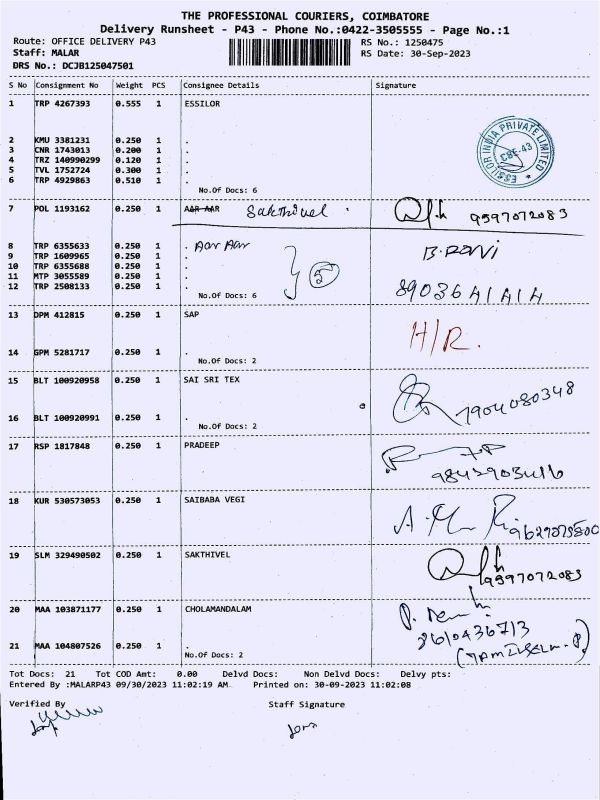 THE PROFESSIONAL COURIERS, COIMBATORE
Delivery Runsheet - P43 - Phone No.:0422-3505555 - Page No.:1
Route: OFFICE DELIVERY P43 RS No.: 1250475
Staff: MALAR RS Date: 30-Sep-2023
DRS No.: DCJB125047501
S No Consignment No Weight PCS Consignee Details Signature
1 TRP 4267393 0.555 1 ESSILOR
ESSILOR INDIA PRIVATE LIMITED
CBE-43
2 KMU 3381231 0.250 1 .
3 CNR 1743013 0.200 1 .
4 TRZ 140990299 0.120 1 .
5 TVL 1752724 0.300 1 .
6 TRP 4929863 0.510 1 .
No.Of Docs: 6
7 POL 1193162 0.250 1 AAR AAR Sakthivel 9597072083
8 TRP 6355633 0.250 1 . Aar Aar B.Rani
9 TRP 1609965 0.250 1 .
10 TRP 6355688 0.250 1 . 5
11 MTP 3055589 0.250 1 .
12 TRP 2508133 0.250 1 . 8903641414
No.Of Docs: 6
13 DPM 412815 0.250 1 SAP H/R.
14 GPM 5281717 0.250 1 .
No.Of Docs: 2
15 BLT 100920958 0.250 1 SAI SRI TEX 7904080348
16 BLT 100920991 0.250 1 .
No.Of Docs: 2
17 RSP 1817848 0.250 1 PRADEEP
18 KUR 530573053 0.250 1 SAIBABA VEGI
19 SLM 329490502 0.250 1 SAKTHIVEL 9597072083
20 MAA 103871177 0.250 1 CHOLAMANDALAM
8610436713
21 MAA 104807526 0.250 1 .
No.Of Docs: 2
Tot Docs: 21 Tot COD Amt: 0.00 Delvd Docs: Non Delvd Docs: Delvy pts:
Entered By :MALARP43 09/30/2023 11:02:19 AM Printed on: 30-09-2023 11:02:08
Verified By Staff Signature